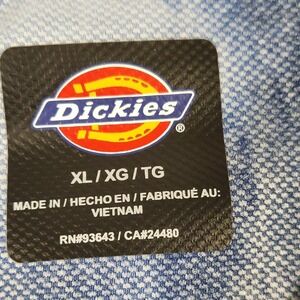 Dickies
®
XL / XG / TG
MADE IN / HECHO EN / FABRIQUÉ AU:
VIETNAM
RN#93643 / CA#24480